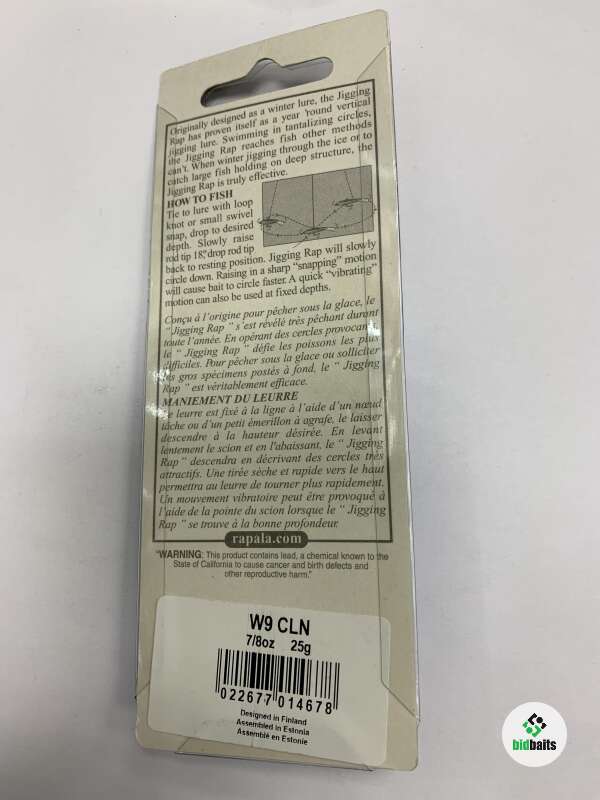 Originally designed as a winter lure, the Jigging
Rap has proven itself as a year 'round vertical
jigging lure. Swimming in tantalizing circles,
the Jigging Rap reaches fish other methods
can't. When winter jigging through the ice or to
catch large fish holding on deep structure, the
Jigging Rap is truly effective.
HOW TO FISH
Tie to lure with loop
knot or small swivel
snap, drop to desired
depth. Slowly raise
rod tip 18", drop rod tip
back to resting position. Jigging Rap will slowly
circle down. Raising in a sharp "snapping" motion
will cause bait to circle faster. A quick "vibrating"
motion can also be used at fixed depths.
Conçu à l'origine pour pêcher sous la glace, le
"Jigging Rap" s'est révélé très pêchant durant
toute l'année. En opérant des cercles provocants,
le "Jigging Rap" défie les poissons les plus
difficiles. Pour pêcher sous la glace ou solliciter
les gros spécimens postés à fond, le "Jigging
Rap" est véritablement efficace.
MANIEMENT DU LEURRE
Le leurre est fixé à la ligne à l'aide d'un nœud
lâche ou d'un petit émerillon à agrafe, le laisser
descendre à la hauteur désirée. En levant
lentement le scion et en l'abaissant, le "Jigging
Rap" descendra en décrivant des cercles très
attractifs. Une tirée sèche et rapide vers le haut
permettra au leurre de tourner plus rapidement.
Un mouvement vibratoire peut être provoqué à
l'aide de la pointe du scion lorsque le "Jigging
Rap" se trouve à la bonne profondeur.
rapala.com
"WARNING: This product contains lead, a chemical known to the
State of California to cause cancer and birth defects and
other reproductive harm."
W9 CLN
7/8oz 25g
022677 014678
Designed in Finland
Assembled in Estonia
Assemblé en Estonie
bidbaits